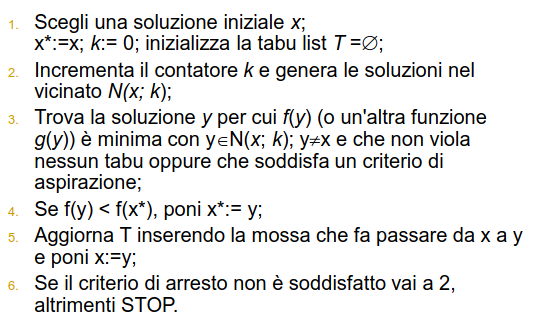 1. Scegli una soluzione iniziale x;
x*:=x; k:= 0; inizializza la tabu list T =∅;
2. Incrementa il contatore k e genera le soluzioni nel
vicinato N(x; k);
3. Trova la soluzione y per cui f(y) (o un'altra funzione
g(y)) è minima con y∈N(x; k); y≠x e che non viola
nessun tabu oppure che soddisfa un criterio di
aspirazione;
4. Se f(y) < f(x*), poni x*:= y;
5. Aggiorna T inserendo la mossa che fa passare da x a y
e poni x:=y;
6. Se il criterio di arresto non è soddisfatto vai a 2,
altrimenti STOP.